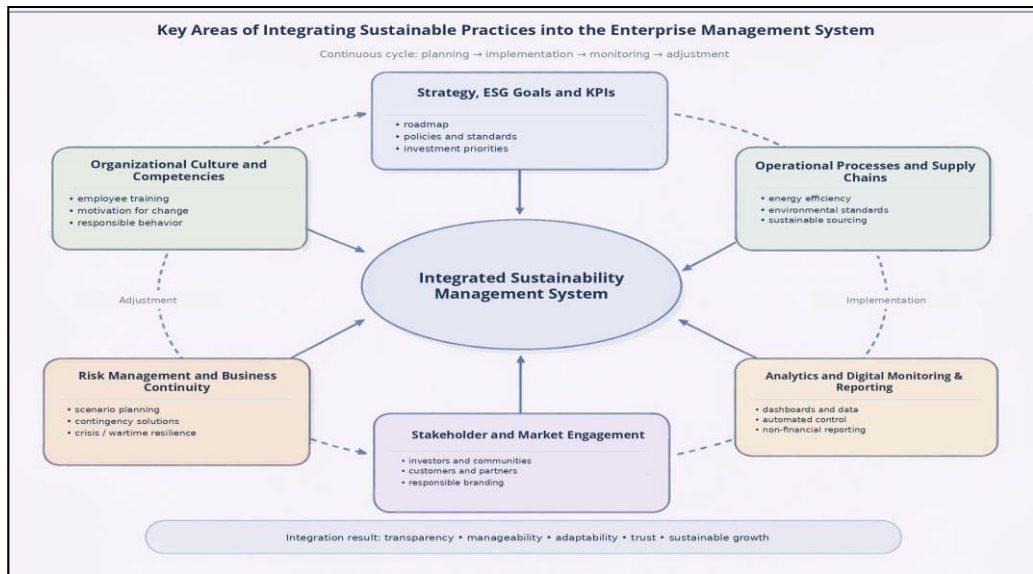 Key Areas of Integrating Sustainable Practices into the Enterprise Management System
Continuous cycle: planning → implementation → monitoring → adjustment
Strategy, ESG Goals and KPIs
• roadmap
• policies and standards
• investment priorities
Organizational Culture and
Competencies
• employee training
• motivation for change
• responsible behavior
Operational Processes and Supply
Chains
• energy efficiency
• environmental standards
• sustainable sourcing
Integrated Sustainability
Management System
Adjustment
Implementation
Risk Management and Business
Continuity
• scenario planning
• contingency solutions
• crisis / wartime resilience
Stakeholder and Market Engagement
• investors and communities
• customers and partners
• responsible branding
Analytics and Digital Monitoring &
Reporting
• dashboards and data
• automated control
• non-financial reporting
Integration result: transparency • manageability • adaptability • trust • sustainable growth